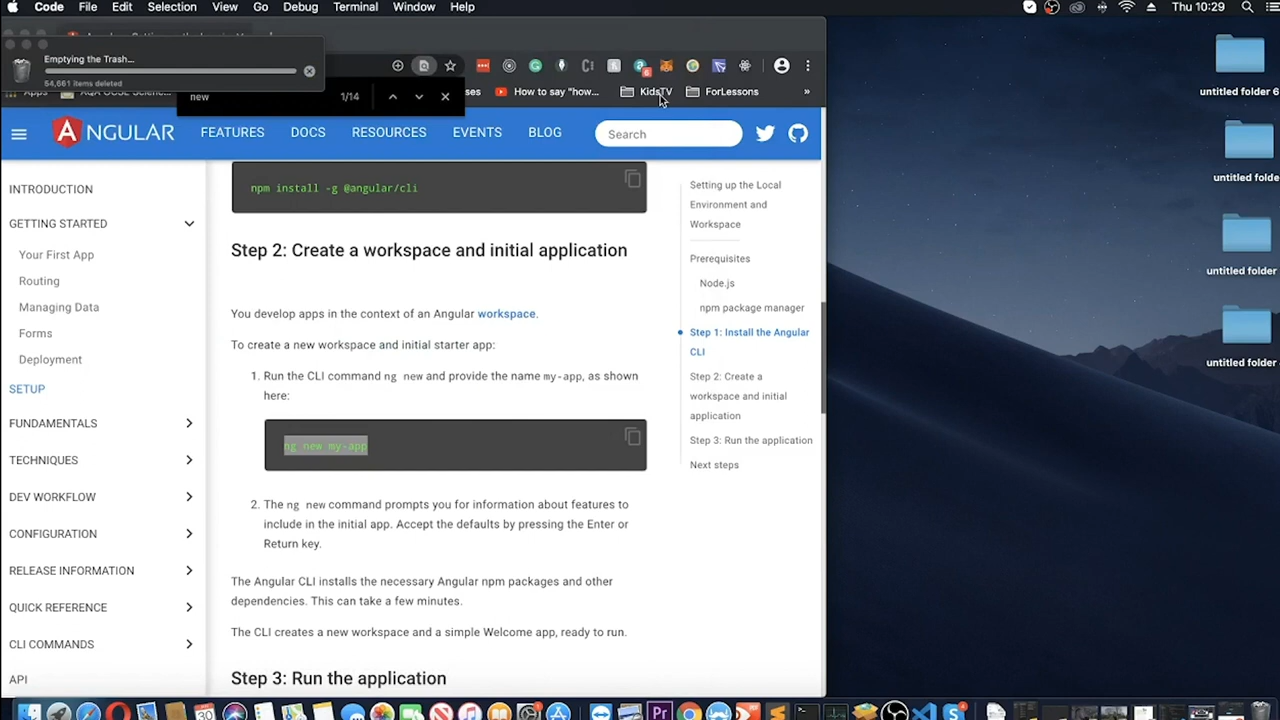 Code File Edit Selection View Go Debug Terminal Window Help Thu 10:29
Emptying the Trash...
54,661 items deleted
Apps
new 1/14
How to say "how... KidsTV ForLessons »
ANGULAR FEATURES DOCS RESOURCES EVENTS BLOG Search
INTRODUCTION
GETTING STARTED
Your First App
Routing
Managing Data
Forms
Deployment
SETUP
FUNDAMENTALS
TECHNIQUES
DEV WORKFLOW
CONFIGURATION
RELEASE INFORMATION
QUICK REFERENCE
CLI COMMANDS
API
npm install -g @angular/cli
Step 2: Create a workspace and initial application
You develop apps in the context of an Angular workspace.
To create a new workspace and initial starter app:
1. Run the CLI command ng new and provide the name my-app, as shown
here:
ng new my-app
2. The ng new command prompts you for information about features to
include in the initial app. Accept the defaults by pressing the Enter or
Return key.
The Angular CLI installs the necessary Angular npm packages and other
dependencies. This can take a few minutes.
The CLI creates a new workspace and a simple Welcome app, ready to run.
Step 3: Run the application
Setting up the Local
Environment and
Workspace
Prerequisites
Node.js
npm package manager
Step 1: Install the Angular
CLI
Step 2: Create a
workspace and initial
application
Step 3: Run the application
Next steps
untitled folder 6
untitled folde
untitled folder
untitled folder